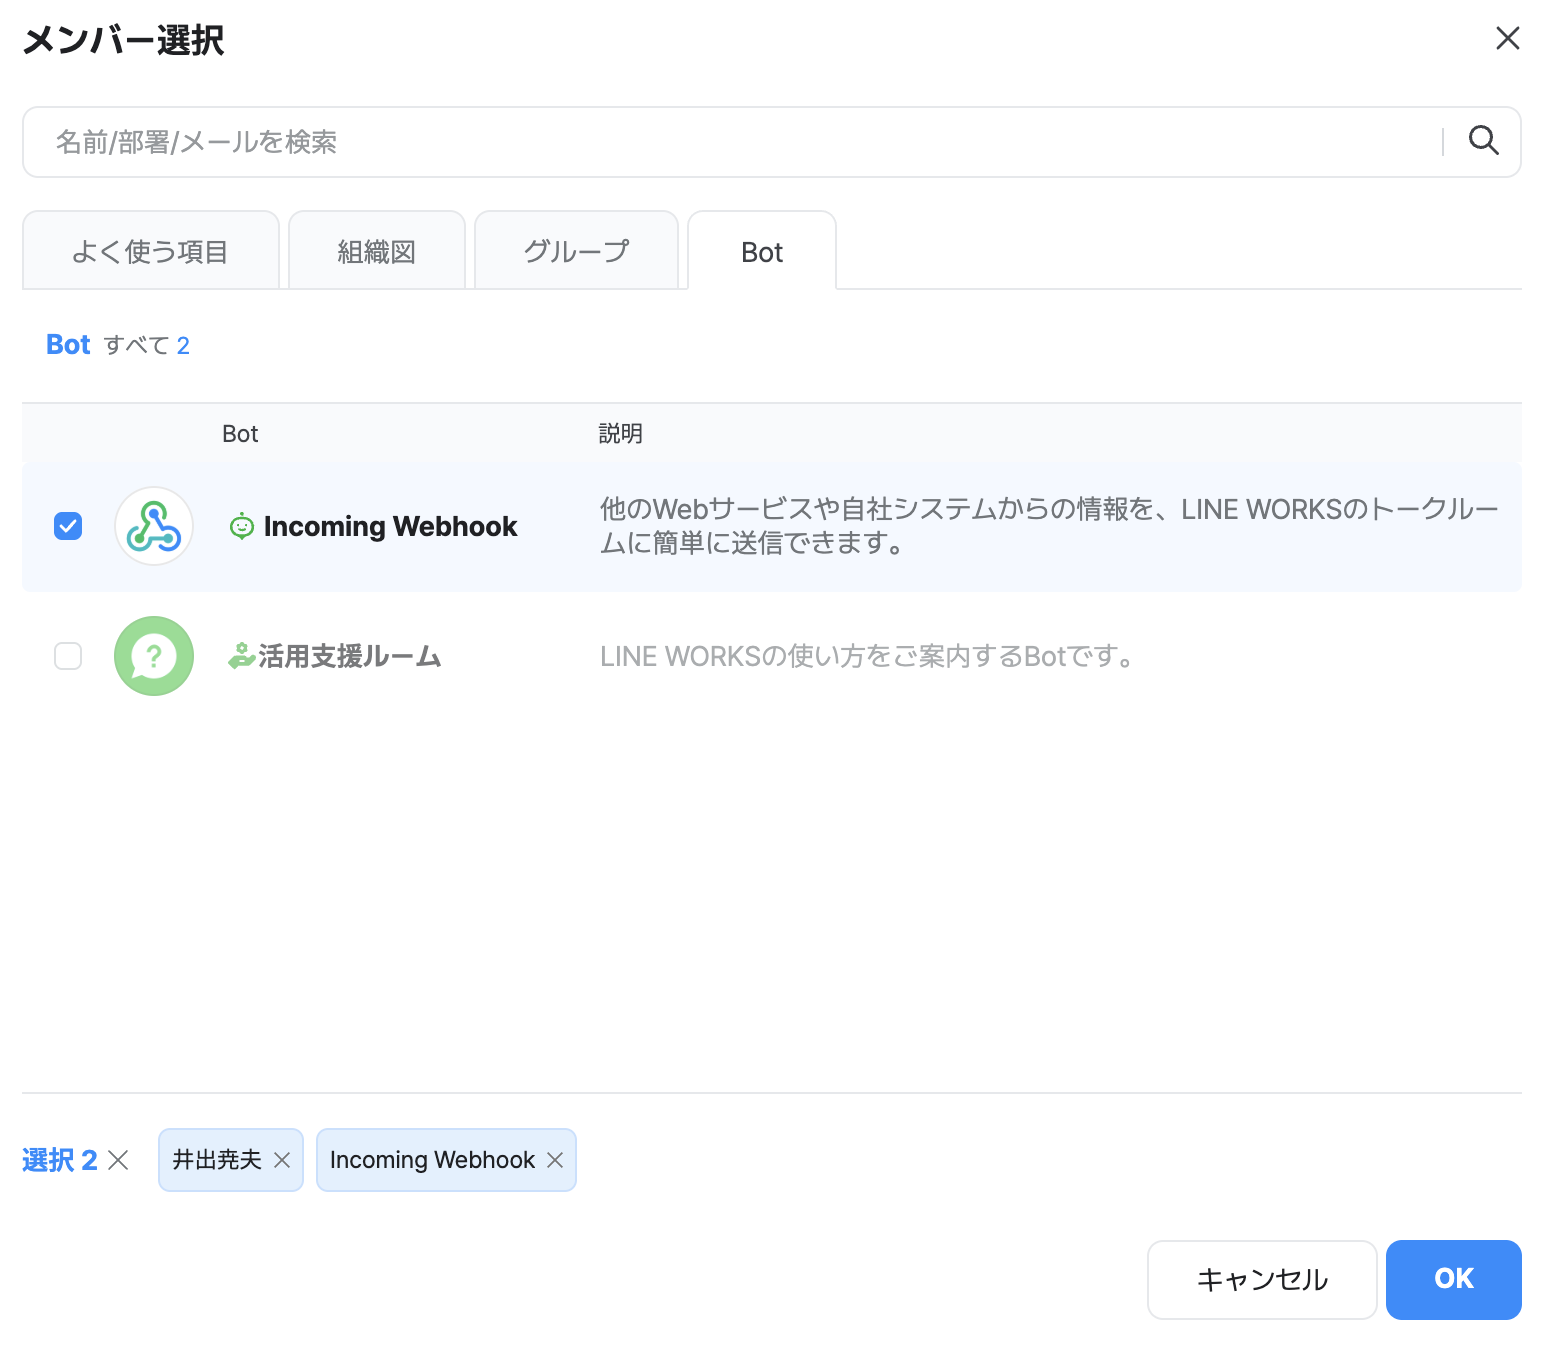 メンバー選択
名前/部署/メールを検索
よく使う項目 組織図 グループ Bot
Bot すべて 2
Bot 説明
Incoming Webhook
他のWebサービスや自社システムからの情報を、LINE WORKSのトークルー
ムに簡単に送信できます。
?
活用支援ルーム
LINE WORKSの使い方をご案内するBotです。
選択 2 井出尭夫 Incoming Webhook
キャンセル OK